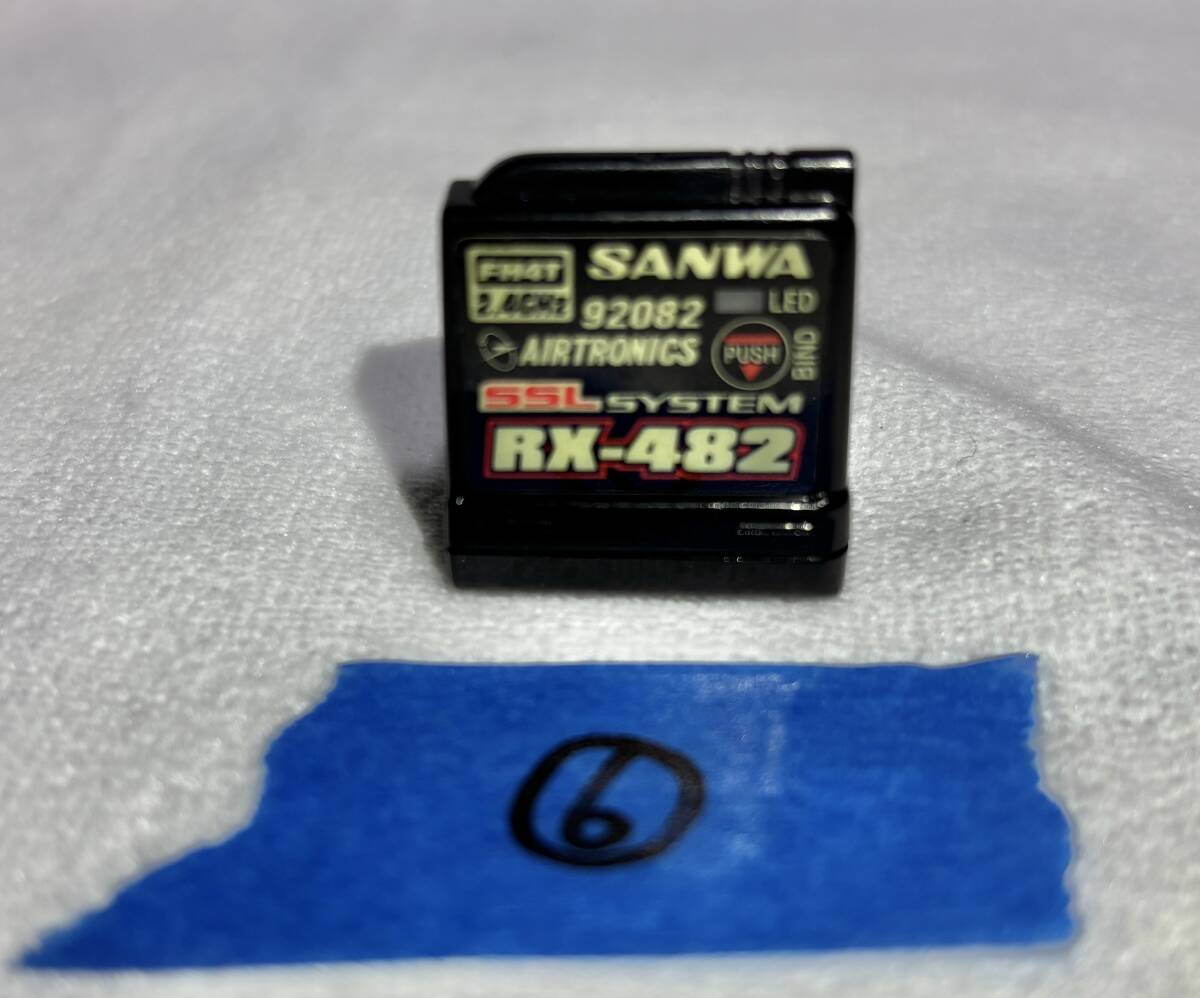 FH4T
2.4GHz
SANWA
92082
LED
AIRTRONICS
PUSH
BIND
SSL SYSTEM
RX-482
6